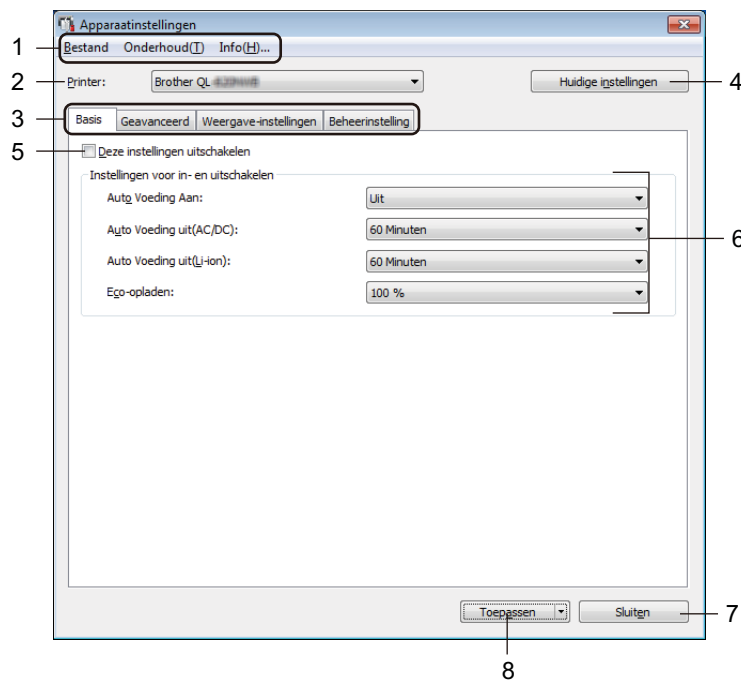 Apparaatinstellingen
1 Bestand Onderhoud(T) Info(H)...
2 Printer: Brother QL Huidige instellingen 4
3 Basis Geavanceerd Weergave-instellingen Beheerinstelling
5 Deze instellingen uitschakelen
Instellingen voor in- en uitschakelen
Auto Voeding Aan: Uit
Auto Voeding uit(AC/DC): 60 Minuten 6
Auto Voeding uit(Li-ion): 60 Minuten
Eco-opladen: 100 %
Toepassen Sluiten 7
8